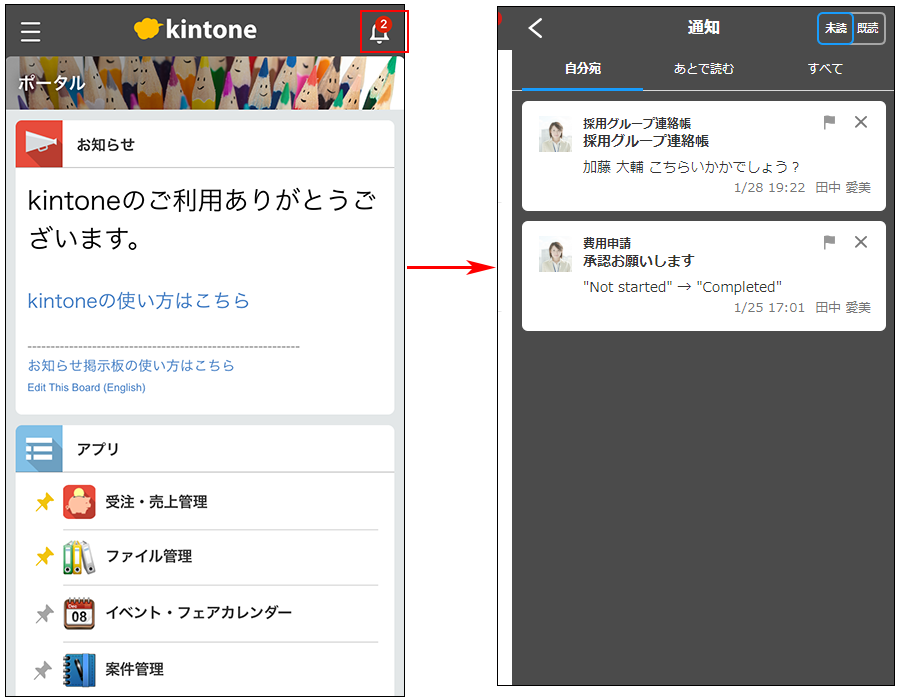 kintone
2
ポータル
お知らせ
kintoneのご利用ありがとうご
ざいます。
kintoneの使い方はこちら
-----------------------------------------------------------
お知らせ掲示板の使い方はこちら
Edit This Board (English)
アプリ
受注・売上管理
ファイル管理
08
イベント・フェアカレンダー
案件管理
通知
未読 既読
自分宛 あとで読む すべて
採用グループ連絡帳
採用グループ連絡帳
加藤 大輔 こちらいかかでしょう？
1/28 19:22 田中 愛美
費用申請
承認お願いします
"Not started" → "Completed"
1/25 17:01 田中 愛美